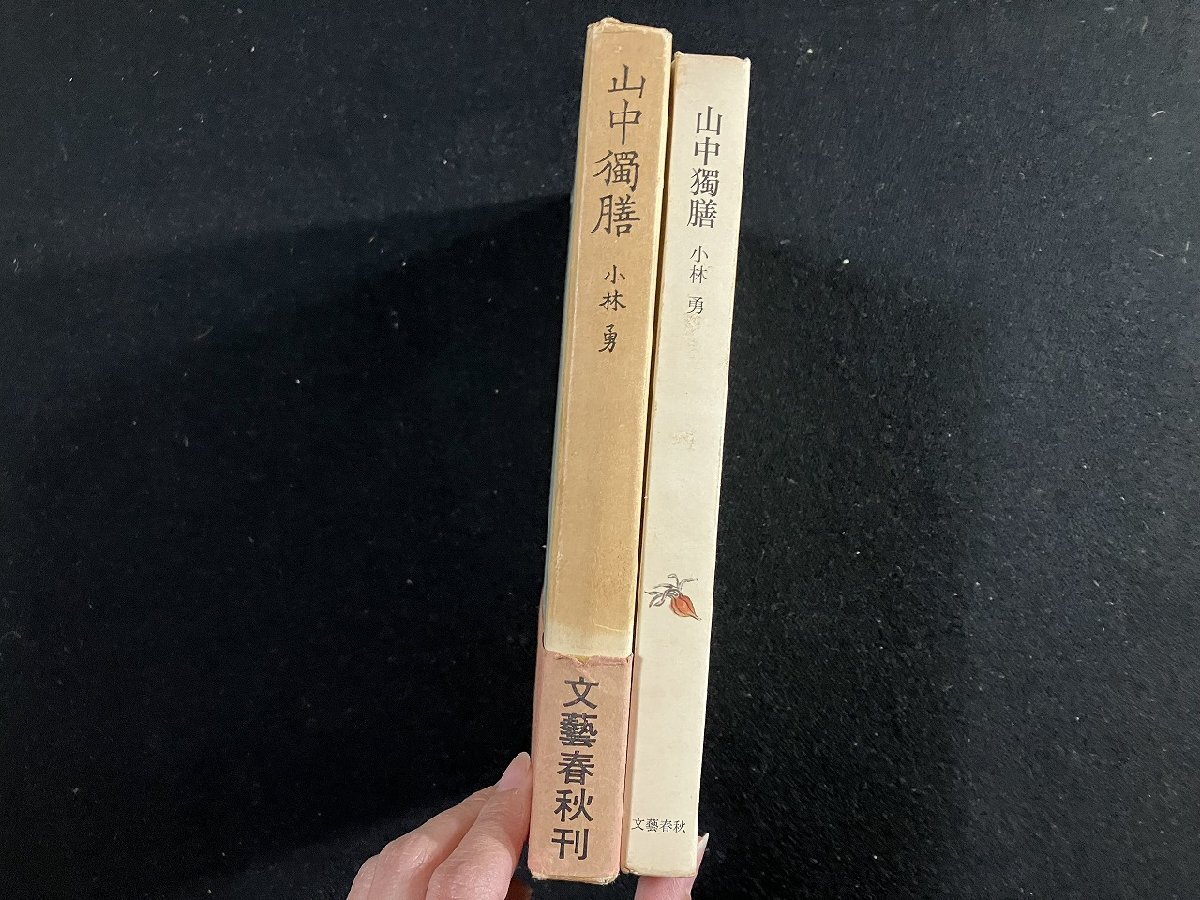 山中獨膳
小林 勇
文藝春秋刊
山中獨膳
小林 勇
文藝春秋